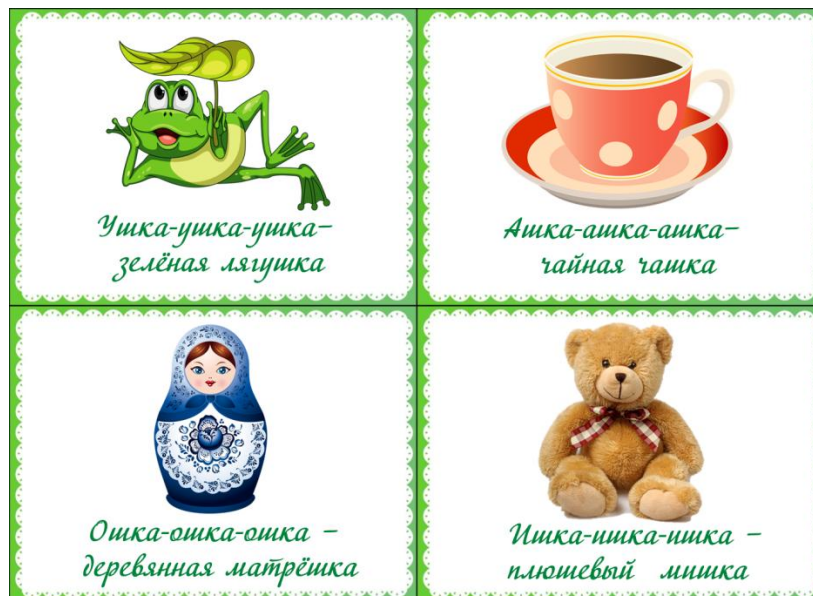 Ушка-ушка-ушка–
зелёная лягушка
Ашка-ашка-ашка–
чайная чашка
Ошка-ошка-ошка –
деревянная матрёшка
Ишка-ишка-ишка –
плюшевый мишка